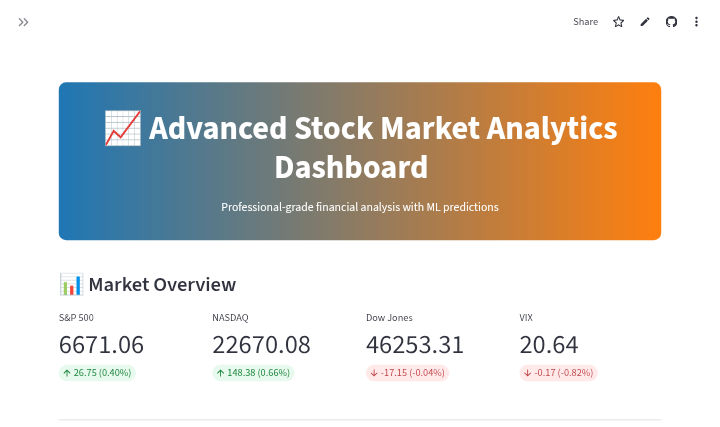 Share
Advanced Stock Market Analytics
Dashboard
Professional-grade financial analysis with ML predictions
Market Overview
S&P 500
6671.06
↑ 26.75 (0.40%)
NASDAQ
22670.08
↑ 148.38 (0.66%)
Dow Jones
46253.31
↓ -17.15 (-0.04%)
VIX
20.64
↓ -0.17 (-0.82%)